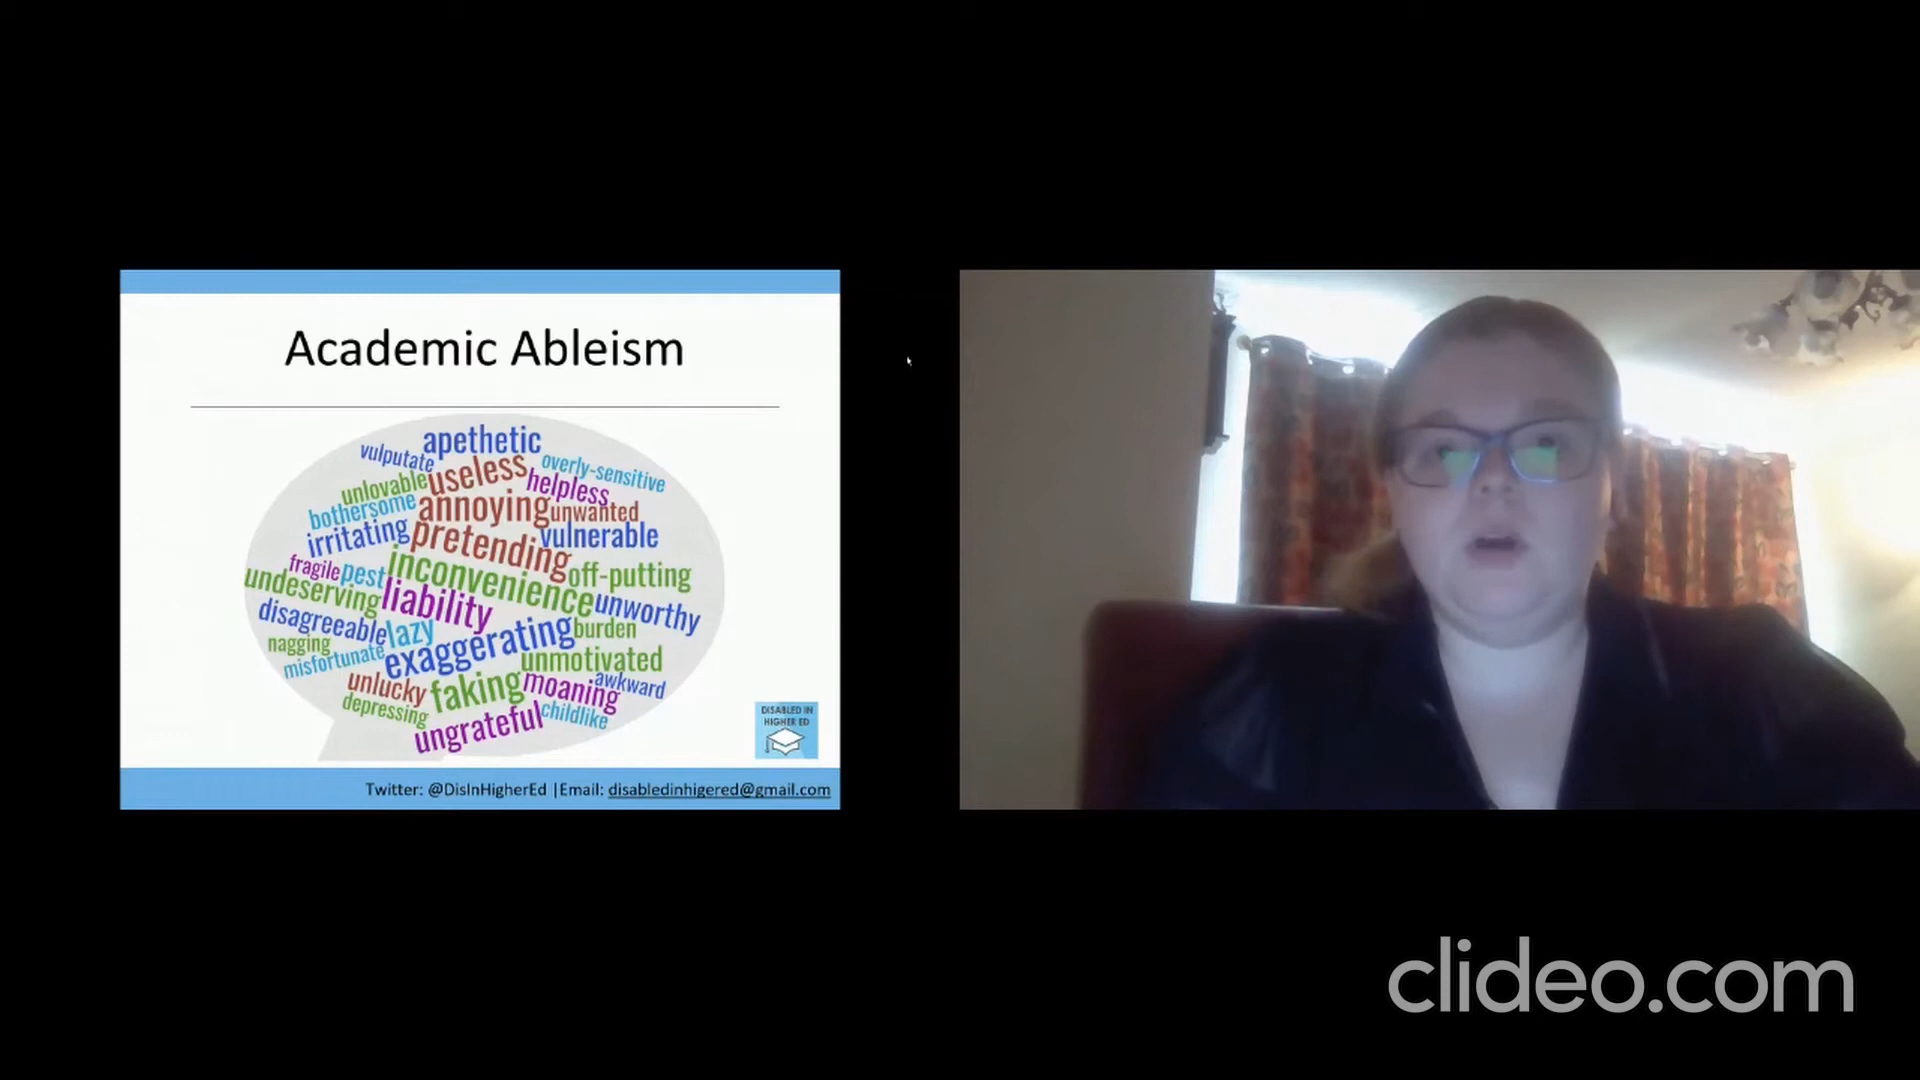 Academic Ableism
apethetic
vulputate
overly-sensitive
useless
unlovable
helpless
bothersome
annoying
unwanted
irritating
pretending
vulnerable
fragile
pest
inconvenience
off-putting
undeserving
liability
unworthy
disagreeable
lazy
exaggerating
burden
nagging
misfortunate
unmotivated
unlucky
faking
moaning
awkward
depressing
ungrateful
childlike
DISABLED IN
HIGHER ED
Twitter: @DisInHigherEd |Email: disabledinhigered@gmail.com
clideo.com